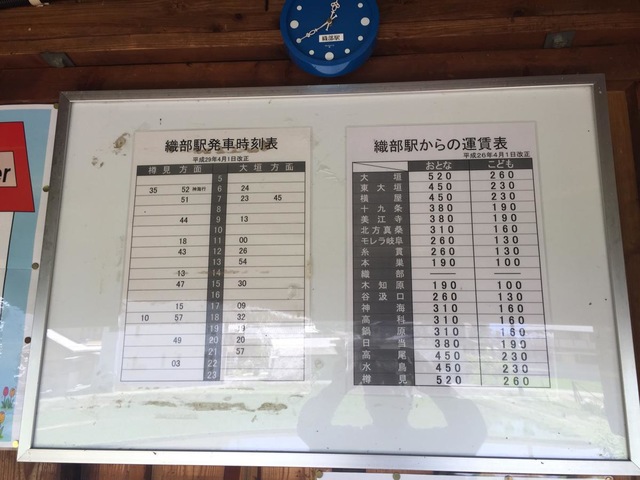 織部駅
er
織部駅発車時刻表
平成29年4月1日改正
樽見方面 大垣方面
5
35 52 神海行 6 24
51 7 23 45
8
44 9 13
10
18 11 00
43 12 26
13 54
13 14
47 15 30
16
15 17 09
10 57 18 32
19 19
47 20 20
21 57
03 22
23
織部駅からの運賃表
平成26年4月1日改正
おとな こども
大垣 520 260
東大垣 450 230
横屋 450 230
十九条 380 190
美江寺 380 190
北方真桑 310 160
モレラ岐阜 260 130
糸貫 260 130
本巣 190 100
織部 ― ―
木知原 190 100
谷汲口 260 130
神海 310 160
高科 310 160
鍋原 310 160
日当 380 190
高尾 450 230
水鳥 450 230
樽見 520 260